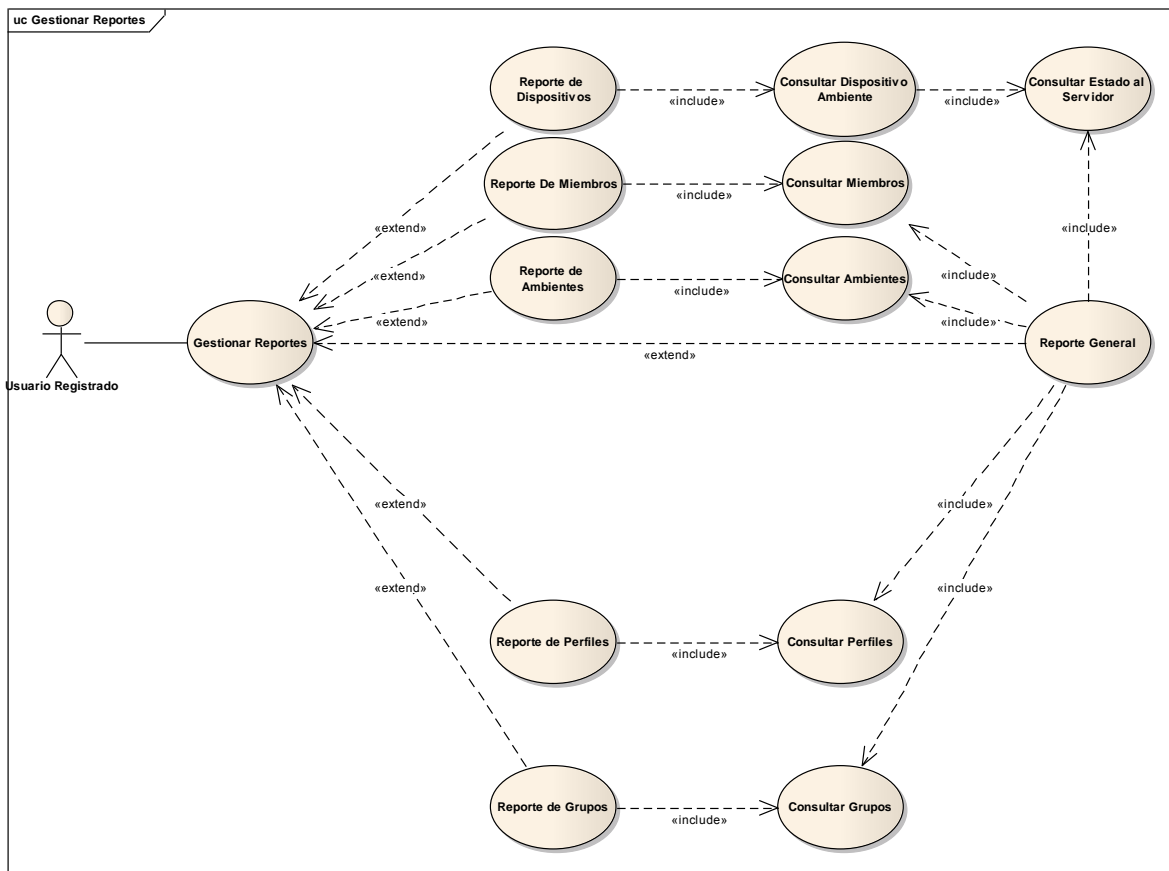 uc Gestionar Reportes
Reporte de
Dispositivos
«include»
Consultar Dispositivo
Ambiente
«include»
Consultar Estado al
Servidor
Reporte De Miembros
«include»
Consultar Miembros
«extend»
«include»
«extend»
Reporte de
Ambientes
«include»
Consultar Ambientes
«include»
«extend»
«include»
Usuario Registrado
Gestionar Reportes
«extend»
Reporte General
«extend»
«include»
«extend»
«include»
Reporte de Perfiles
«include»
Consultar Perfiles
Reporte de Grupos
«include»
Consultar Grupos